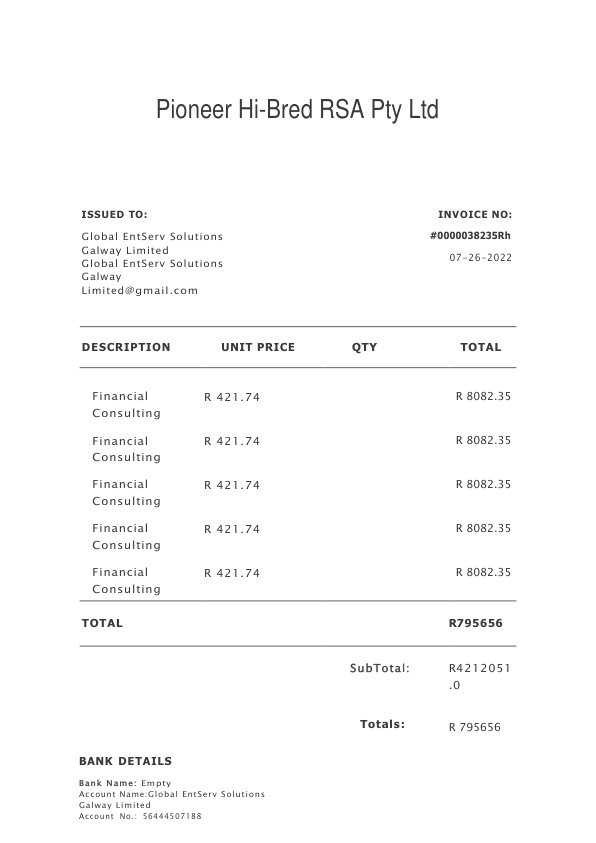 Pioneer Hi-Bred RSA Pty Ltd
ISSUED TO: INVOICE NO:
Global EntServ Solutions #0000038235Rh
Galway Limited 07-26-2022
Global EntServ Solutions
Galway
Limited@gmail.com
DESCRIPTION UNIT PRICE QTY TOTAL
Financial R 421.74 R 8082.35
Consulting
Financial R 421.74 R 8082.35
Consulting
Financial R 421.74 R 8082.35
Consulting
Financial R 421.74 R 8082.35
Consulting
Financial R 421.74 R 8082.35
Consulting
TOTAL R795656
SubTotal: R4212051
.0
Totals: R 795656
BANK DETAILS
Bank Name: Empty
Account Name:Global EntServ Solutions
Galway Limited
Account No.: 56444507188